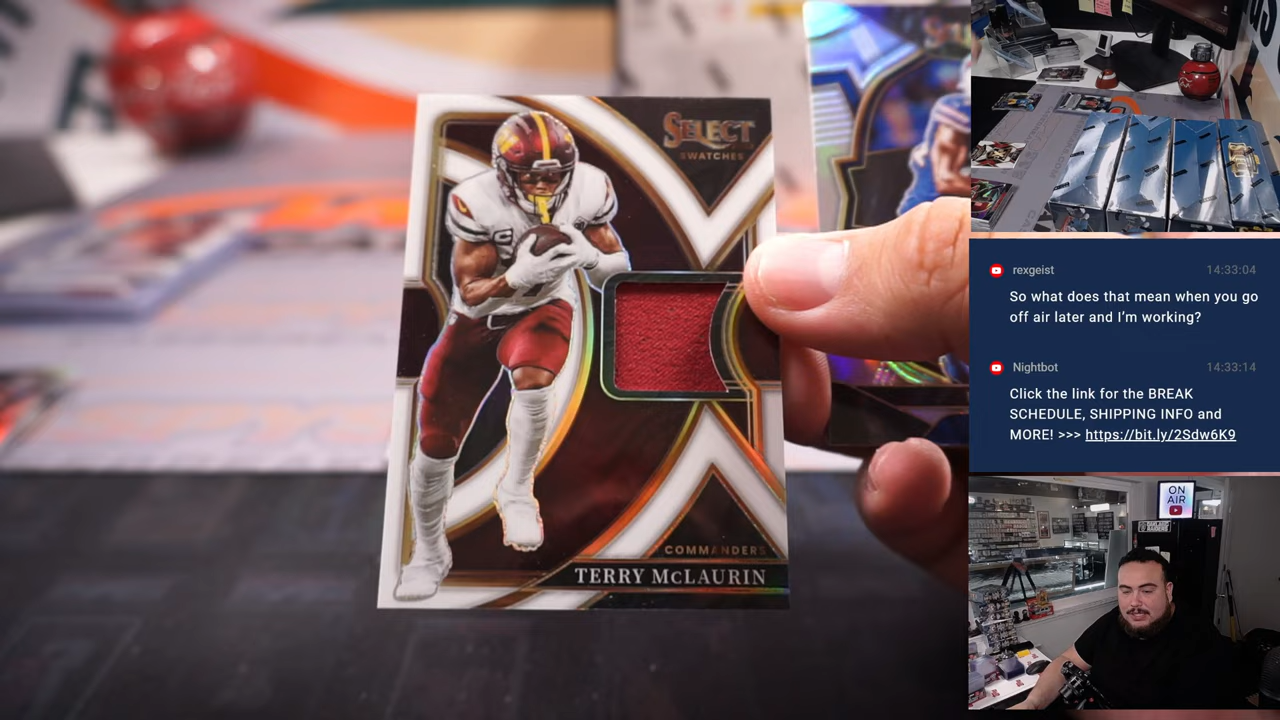 SELECT
SWATCHES
COMMANDERS
TERRY McLAURIN
rexgeist 14:33:04
So what does that mean when you go
off air later and I'm working?
Nightbot 14:33:14
Click the link for the BREAK
SCHEDULE, SHIPPING INFO and
MORE! >>> https://bit.ly/2Sdw6K9
ON
AIR